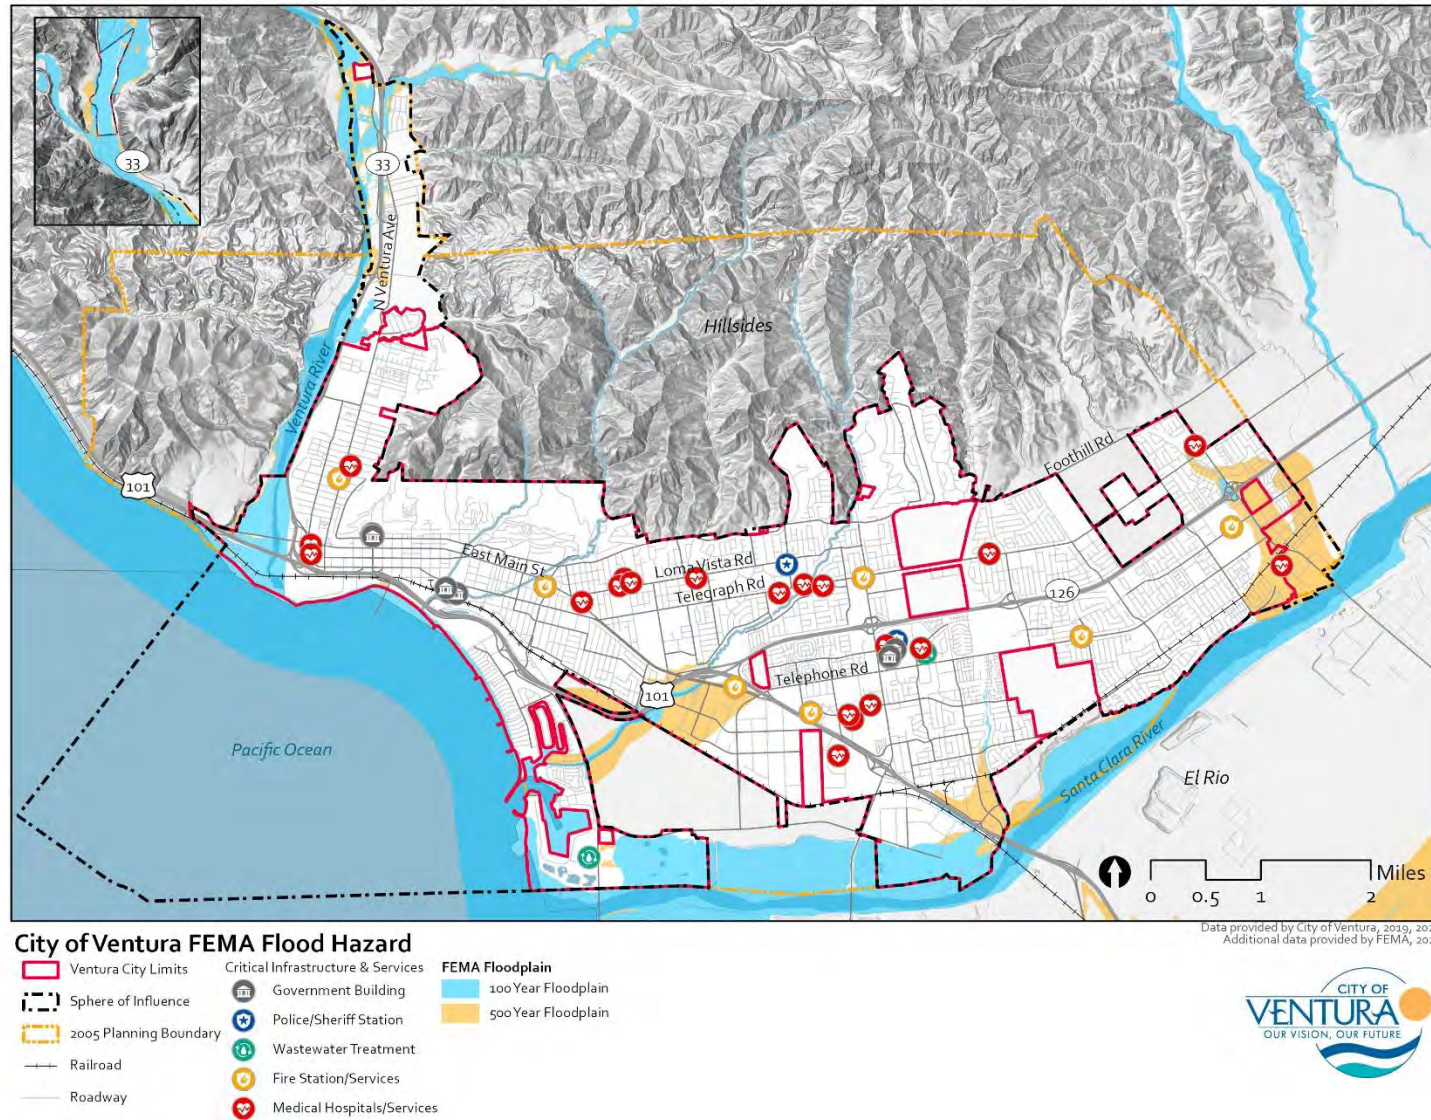 33
33
N Ventura Ave
Hillsides
Ventura River
Foothill Rd
101
East Main St
Loma Vista Rd
Telegraph Rd
126
Telephone Rd
101
Pacific Ocean
Santa Clara River
El Rio
Miles
0 0.5 1 2
Data provided by City of Ventura, 2019,
Additional data provided by FEMA,
City of Ventura FEMA Flood Hazard
Ventura City Limits
Sphere of Influence
2005 Planning Boundary
Railroad
Roadway
Critical Infrastructure & Services
Government Building
Police/Sheriff Station
Wastewater Treatment
Fire Station/Services
Medical Hospitals/Services
FEMA Floodplain
100 Year Floodplain
500 Year Floodplain
CITY OF
VENTURA
OUR VISION, OUR FUTURE